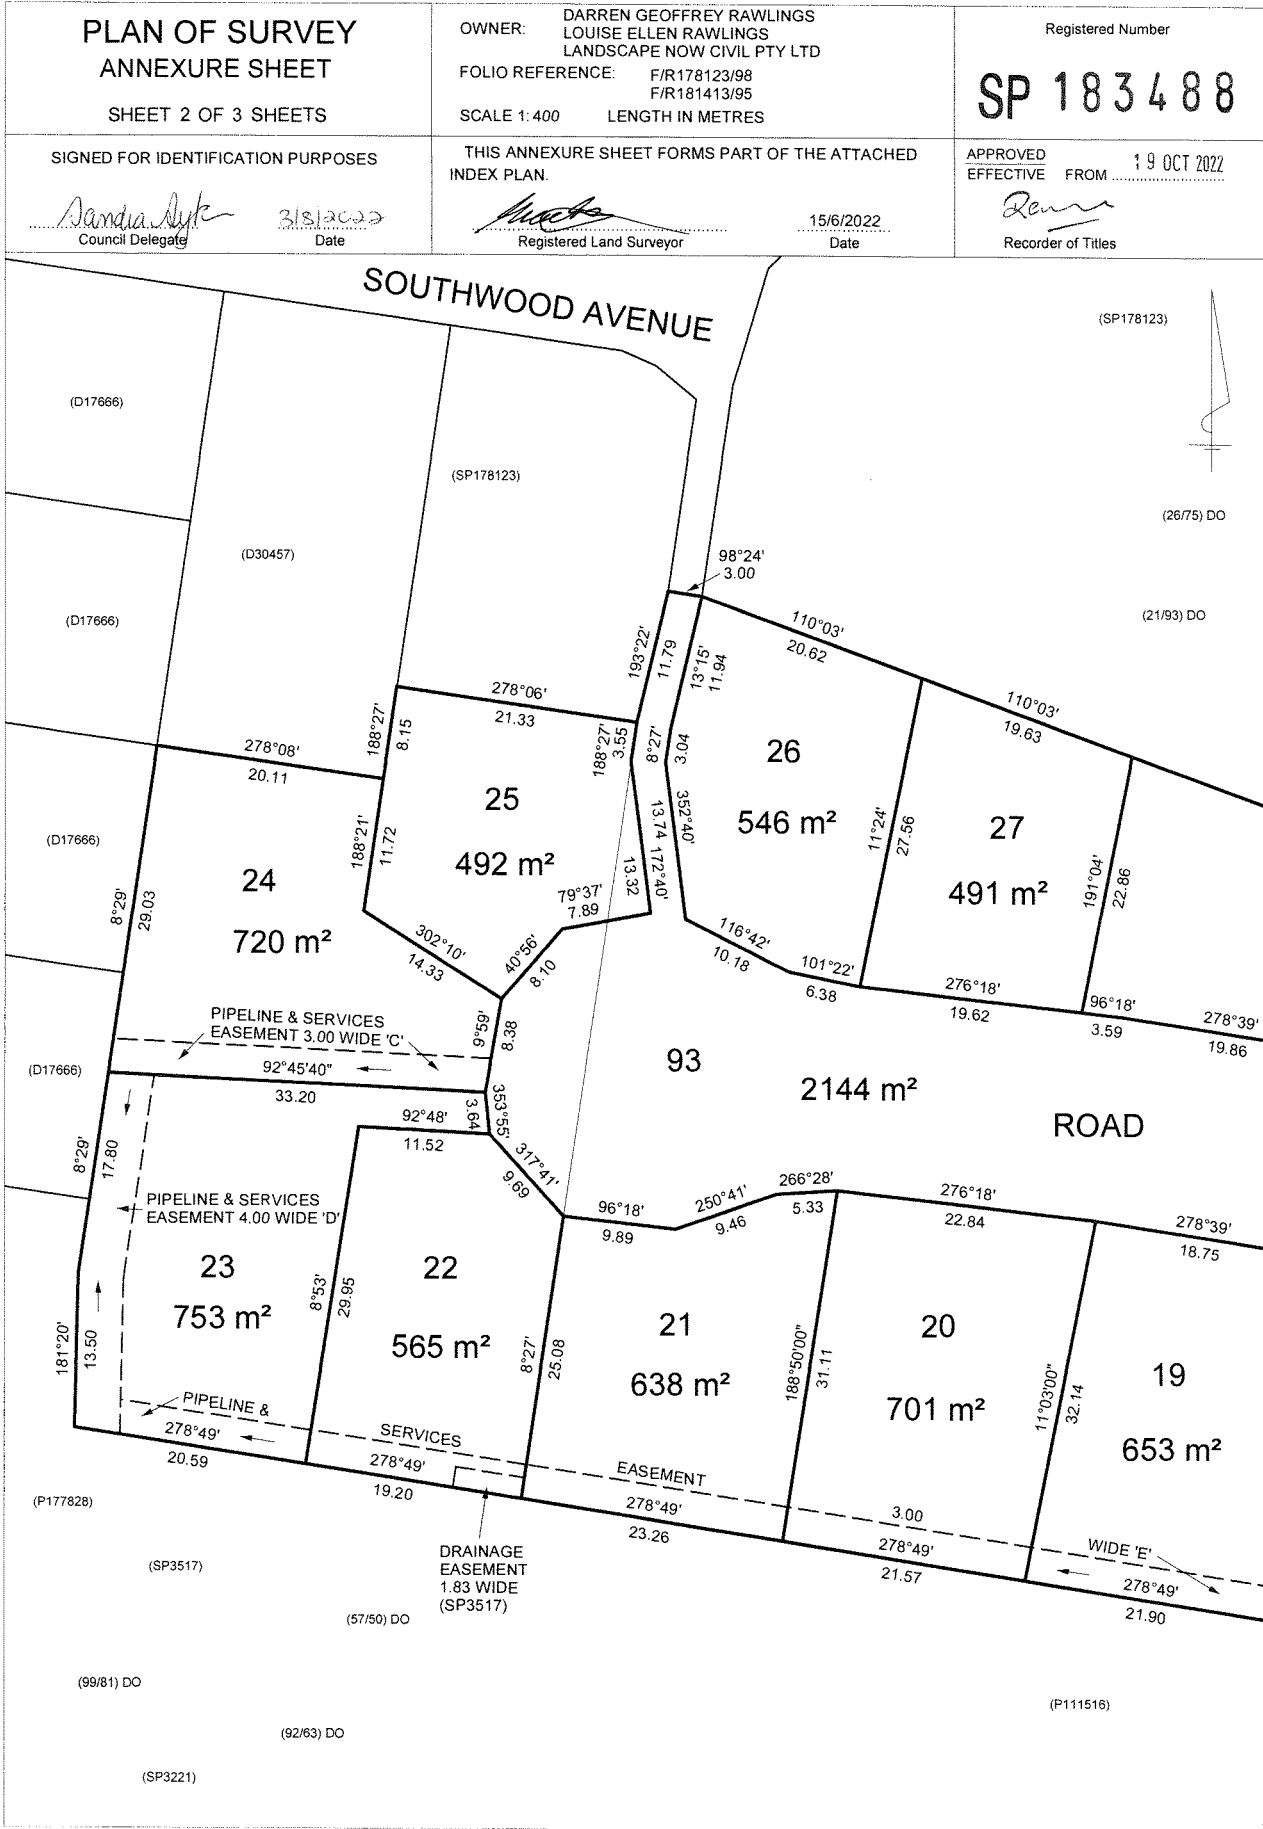 PLAN OF SURVEY
ANNEXURE SHEET
SHEET 2 OF 3 SHEETS
OWNER: DARREN GEOFFREY RAWLINGS
LOUISE ELLEN RAWLINGS
LANDSCAPE NOW CIVIL PTY LTD
FOLIO REFERENCE: F/R178123/98
F/R181413/95
SCALE 1:400 LENGTH IN METRES
Registered Number
SP 183488
SIGNED FOR IDENTIFICATION PURPOSES
3/8/2022
Council Delegate Date
THIS ANNEXURE SHEET FORMS PART OF THE ATTACHED
INDEX PLAN.
15/6/2022
Registered Land Surveyor Date
APPROVED
EFFECTIVE FROM 19 OCT 2022
Recorder of Titles
SOUTHWOOD AVENUE
(SP178123)
(D17666)
(SP178123)
(26/75) DO
(D30457)
98°24'
3.00
(D17666)
(21/93) DO
110°03'
20.62
193°22'
11.79
13°15'
11.94
278°06'
21.33
110°03'
19.63
188°27'
8.15
188°27'
3.55
8°27'
3.04
278°08'
20.11
26
546 m²
25
492 m²
13.74 172°40'
352°40'
13.32
11°24'
27.56
27
491 m²
191°04'
22.86
(D17666)
188°21'
11.72
24
720 m²
8°29'
29.03
79°37'
7.89
302°10'
14.33
40°56'
8.10
116°42'
10.18
101°22'
6.38
276°18'
19.62
96°18'
3.59
278°39'
19.86
PIPELINE & SERVICES
EASEMENT 3.00 WIDE 'C'
9°59'
8.38
93
2144 m²
ROAD
(D17666)
92°45'40"
33.20
92°48'
11.52
3.64
353°55'
317°41'
9.69
8°29'
17.80
PIPELINE & SERVICES
EASEMENT 4.00 WIDE 'D'
96°18'
9.89
250°41'
9.46
266°28'
5.33
276°18'
22.84
278°39'
18.75
23
753 m²
8°53'
29.95
22
565 m²
8°27'
25.08
21
638 m²
188°50'00"
31.11
20
701 m²
11°03'00"
32.14
19
653 m²
181°20'
13.50
PIPELINE &
SERVICES
EASEMENT
3.00
WIDE 'E'
278°49'
20.59
278°49'
19.20
278°49'
23.26
278°49'
21.57
278°49'
21.90
(P177828)
DRAINAGE
EASEMENT
1.83 WIDE
(SP3517)
(SP3517)
(57/50) DO
(99/81) DO
(P111516)
(92/63) DO
(SP3221)